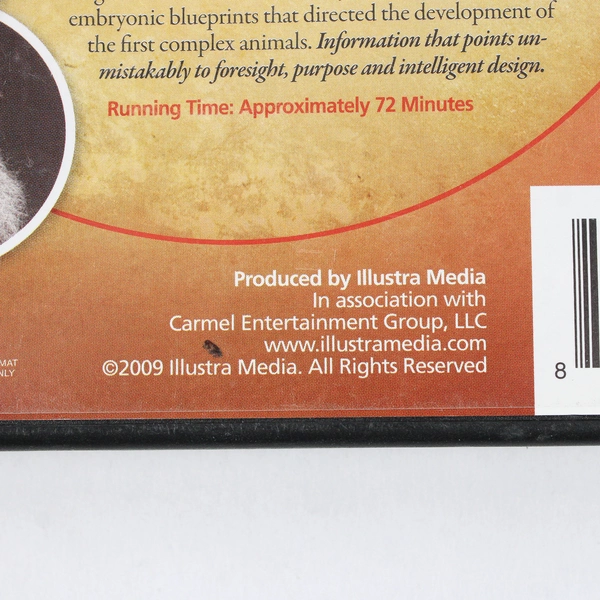 embryonic blueprints that directed the development of
the first complex animals. Information that points un-
mistakably to foresight, purpose and intelligent design.
Running Time: Approximately 72 Minutes
Produced by Illustra Media
In association with
Carmel Entertainment Group, LLC
www.illustramedia.com
©2009 Illustra Media. All Rights Reserved
MAT
NLY
8